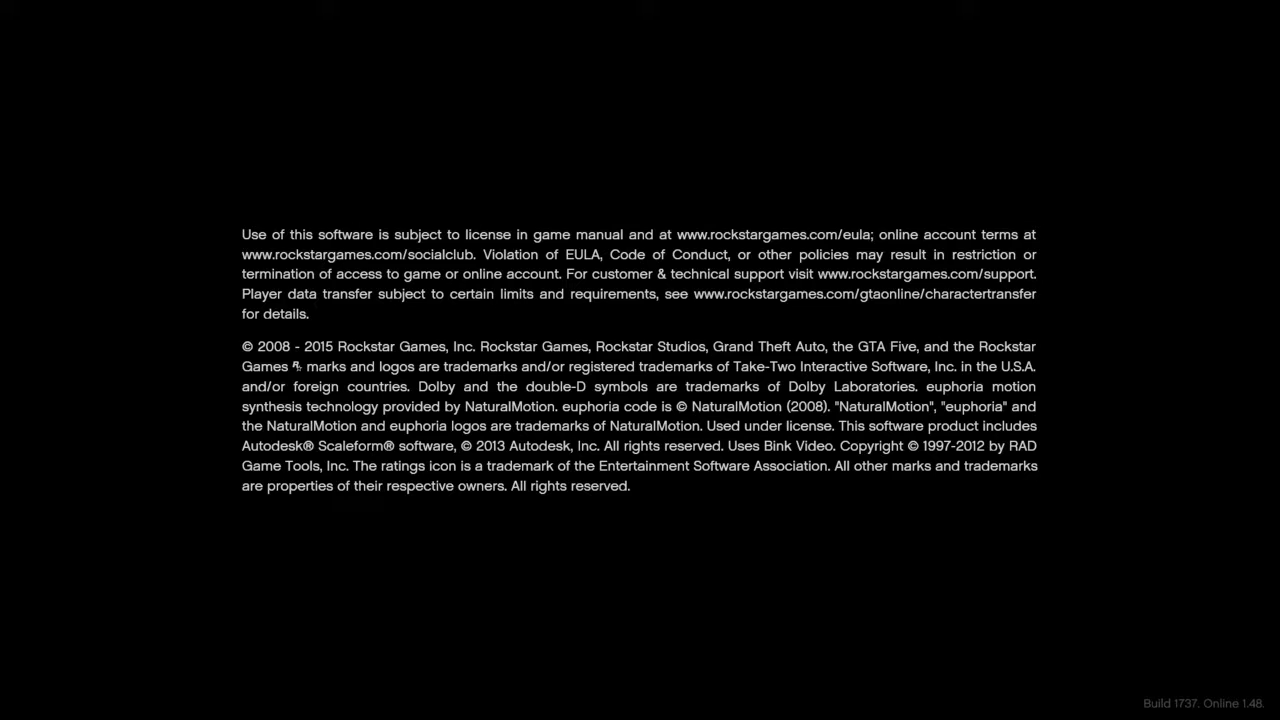 Use of this software is subject to license in game manual and at www.rockstargames.com/eula; online account terms at
www.rockstargames.com/socialclub. Violation of EULA, Code of Conduct, or other policies may result in restriction or
termination of access to game or online account. For customer & technical support visit www.rockstargames.com/support.
Player data transfer subject to certain limits and requirements, see www.rockstargames.com/gtaonline/charactertransfer
for details.
© 2008 - 2015 Rockstar Games, Inc. Rockstar Games, Rockstar Studios, Grand Theft Auto, the GTA Five, and the Rockstar
Games R* marks and logos are trademarks and/or registered trademarks of Take-Two Interactive Software, Inc. in the U.S.A.
and/or foreign countries. Dolby and the double-D symbols are trademarks of Dolby Laboratories. euphoria motion
synthesis technology provided by NaturalMotion. euphoria code is © NaturalMotion (2008). "NaturalMotion", "euphoria" and
the NaturalMotion and euphoria logos are trademarks of NaturalMotion. Used under license. This software product includes
Autodesk® Scaleform® software, © 2013 Autodesk, Inc. All rights reserved. Uses Bink Video. Copyright © 1997-2012 by RAD
Game Tools, Inc. The ratings icon is a trademark of the Entertainment Software Association. All other marks and trademarks
are properties of their respective owners. All rights reserved.
Build 1737. Online 1.48.